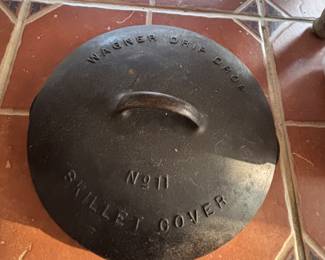 WAGNER DRIP DROP
No 11
SKILLET COVER